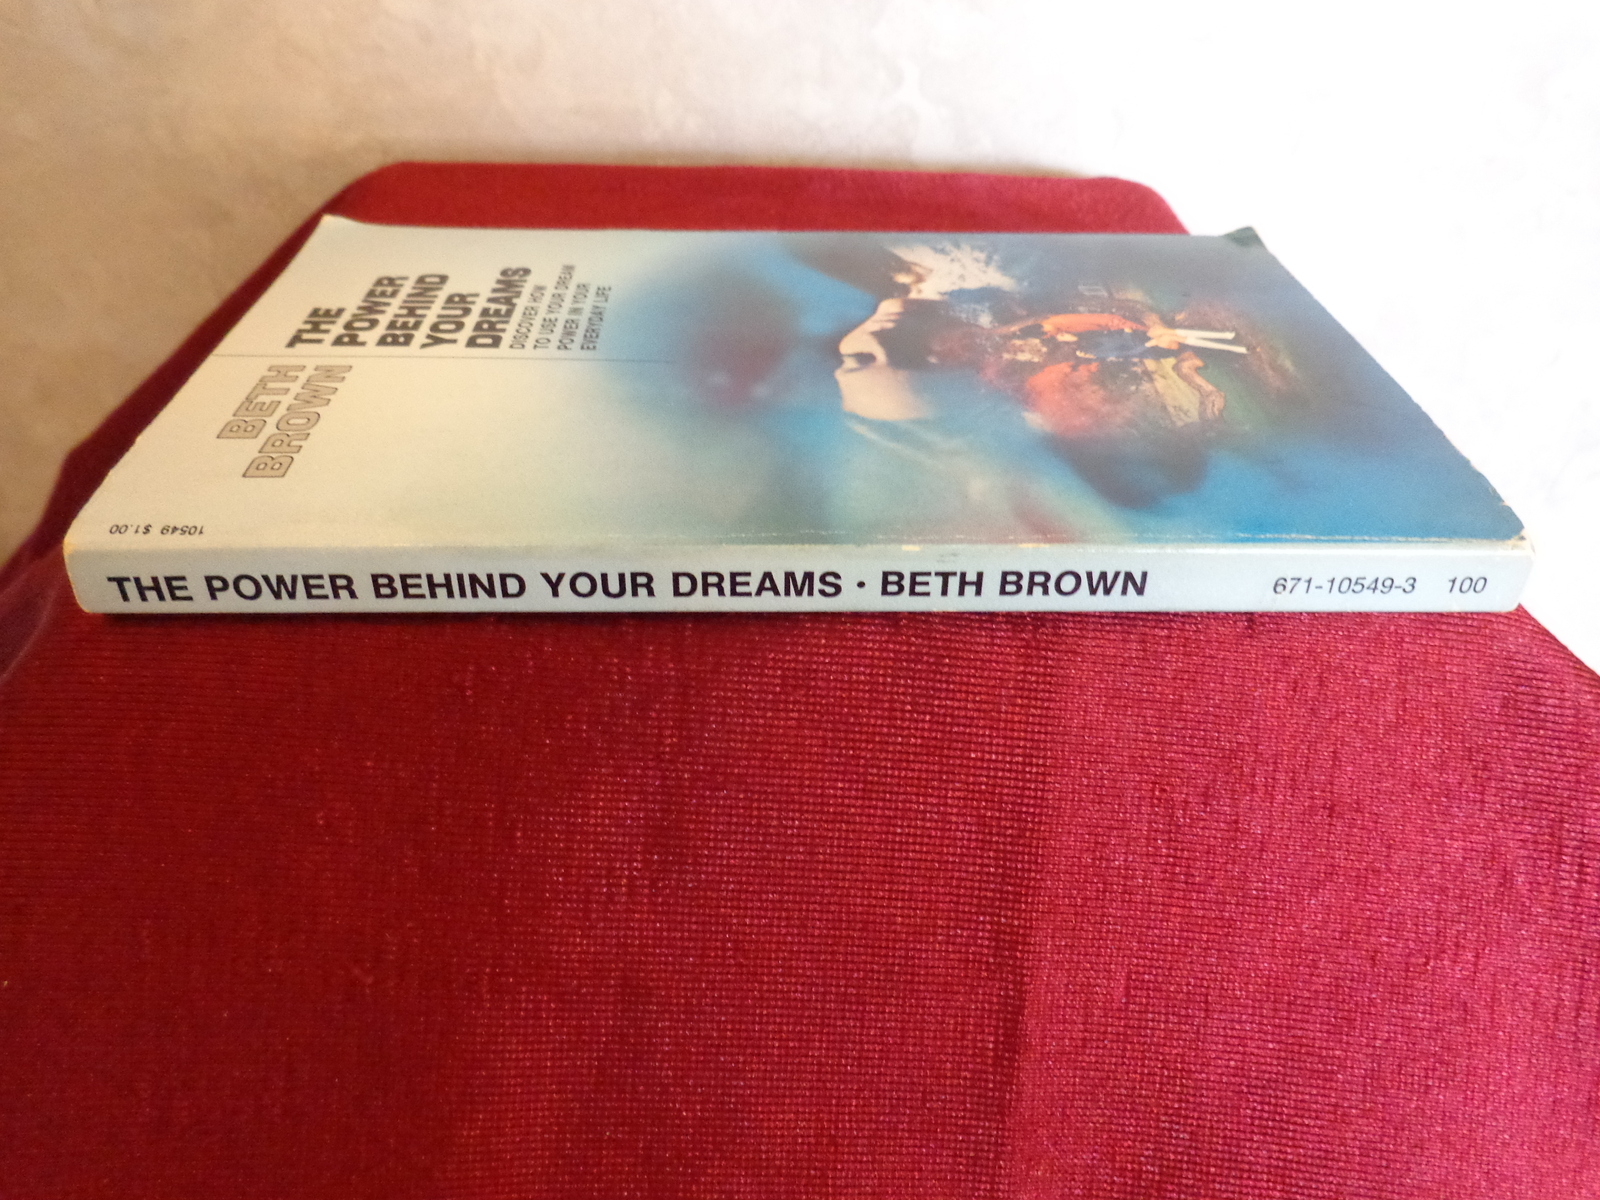 THE
POWER
BEHIND
YOUR
DREAMS
DISCOVER HOW
TO USE YOUR DREAM
POWER IN YOUR
EVERYDAY LIFE
BETH
BROWN
10549 $1.00
THE POWER BEHIND YOUR DREAMS · BETH BROWN 671-10549-3 100